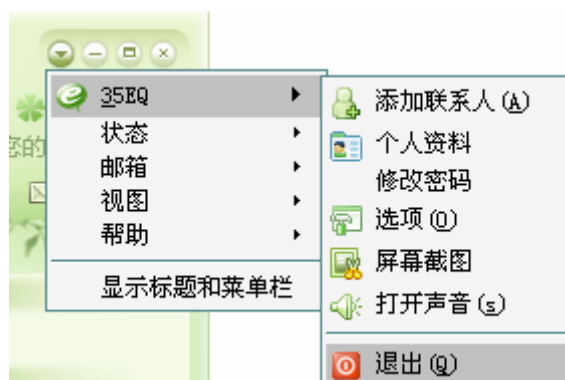 35EQ
状态
邮箱
视图
帮助
显示标题和菜单栏
添加联系人(A)
个人资料
修改密码
选项(O)
屏幕截图
打开声音(s)
退出(Q)
您的